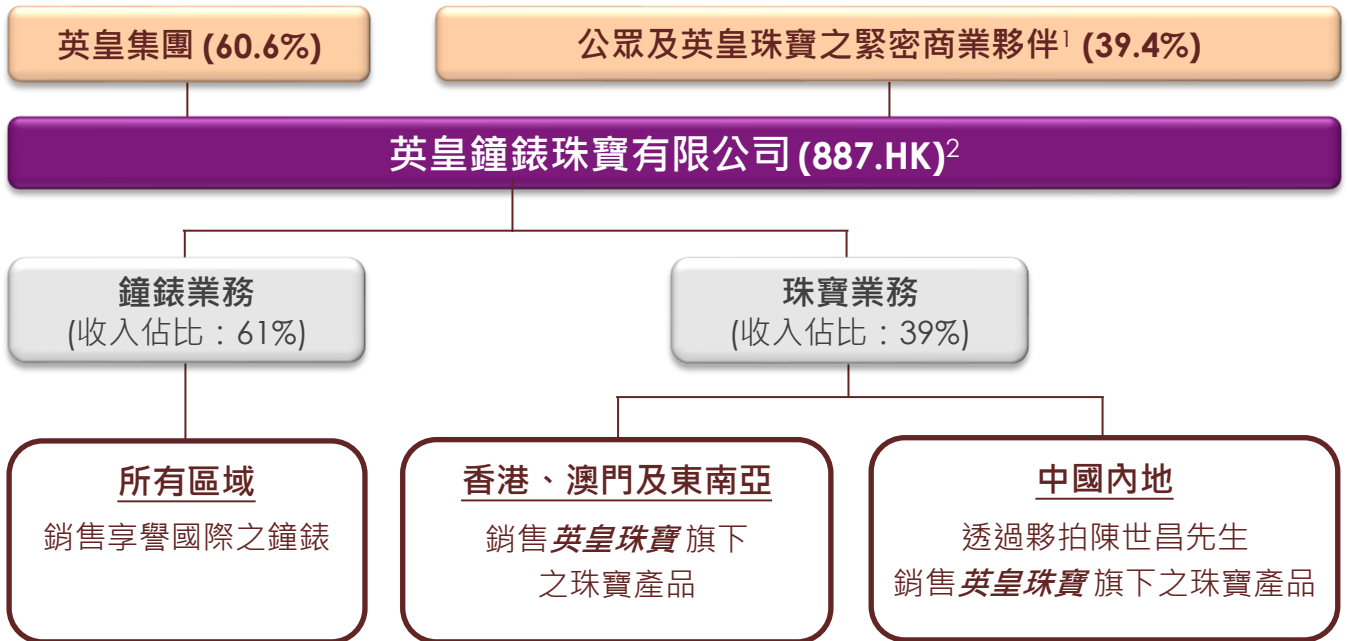 英皇集團 (60.6%)
公眾及英皇珠寶之緊密商業夥伴1 (39.4%)
英皇鐘錶珠寶有限公司 (887.HK)2
鐘錶業務
(收入佔比：61%)
珠寶業務
(收入佔比：39%)
所有區域
銷售享譽國際之鐘錶
香港、澳門及東南亞
銷售英皇珠寶 旗下
之珠寶產品
中國內地
透過夥拍陳世昌先生
銷售英皇珠寶 旗下之珠寶產品